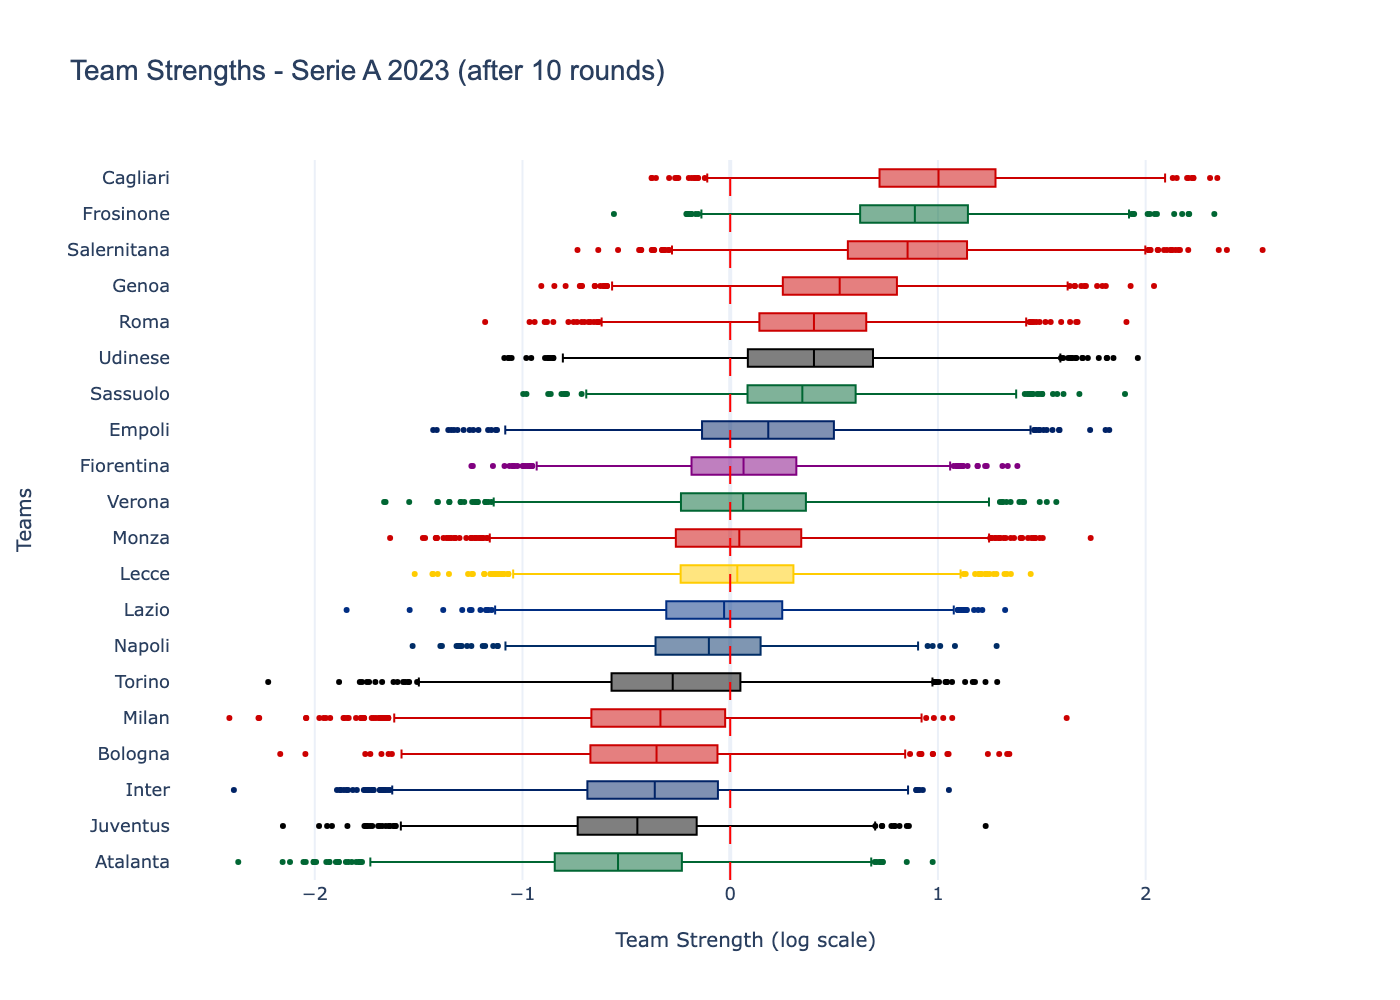 Team Strengths - Serie A 2023 (after 10 rounds)
Cagliari
Frosinone
Salernitana
Genoa
Roma
Udinese
Sassuolo
Empoli
Fiorentina
Verona
Monza
Lecce
Lazio
Napoli
Torino
Milan
Bologna
Inter
Juventus
Atalanta
Teams
−2 −1 0 1 2
Team Strength (log scale)